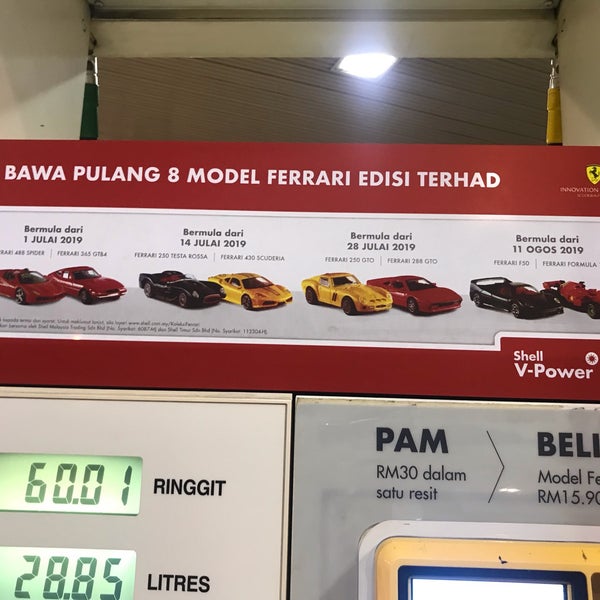 BAWA PULANG 8 MODEL FERRARI EDISI TERHAD
INNOVATION
Bermula dari
1 JULAI 2019
FERRARI 488 SPIDER | FERRARI 365 GTB4
Bermula dari
14 JULAI 2019
FERRARI 250 TESTA ROSSA | FERRARI 430 SCUDERIA
Bermula dari
28 JULAI 2019
FERRARI 250 GTO | FERRARI 288 GTO
Bermula dari
11 OGOS 2019
FERRARI F50 | FERRARI FORMULA
Shell
V-Power
60.01 RINGGIT
28.85 LITRES
PAM
RM30 dalam
satu resit
BELI
Model Fe
RM15.90